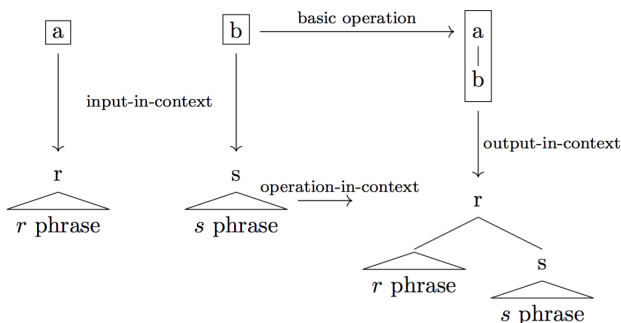 a
b
basic operation
a
b
input-in-context
output-in-context
r
s
operation-in-context
r
r phrase
s phrase
s
r phrase
s phrase